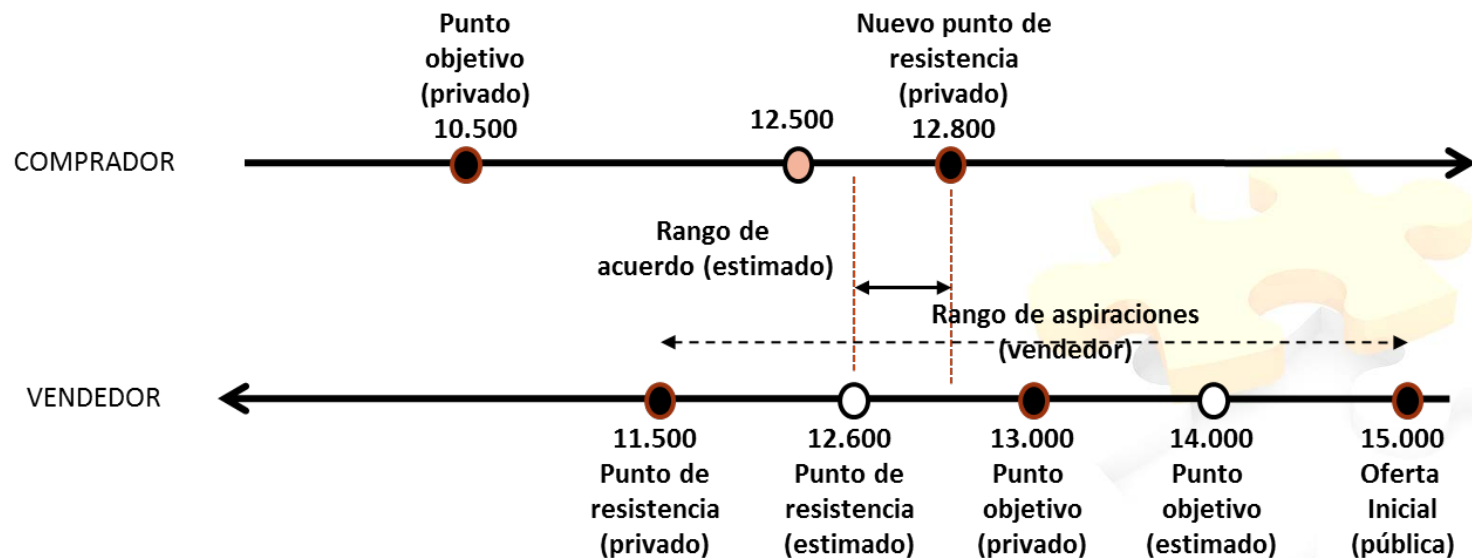 Punto
objetivo
(privado)
10.500
12.500
Nuevo punto de
resistencia
(privado)
12.800
COMPRADOR
Rango de
acuerdo (estimado)
Rango de aspiraciones
(vendedor)
VENDEDOR
11.500
Punto de
resistencia
(privado)
12.600
Punto de
resistencia
(estimado)
13.000
Punto
objetivo
(privado)
14.000
Punto
objetivo
(estimado)
15.000
Oferta
Inicial
(pública)